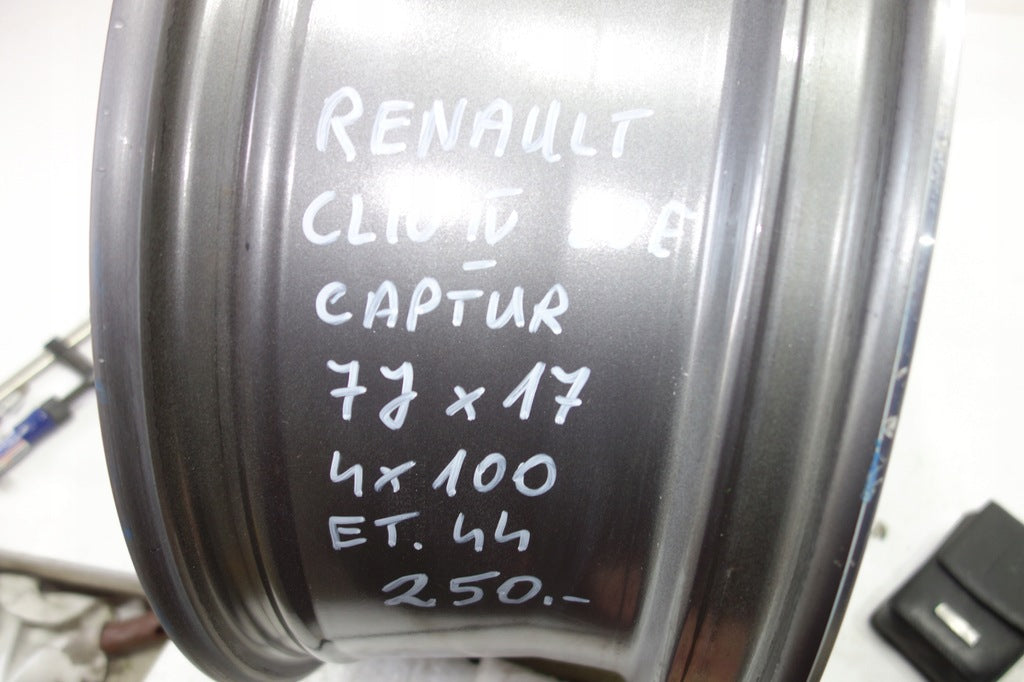 RENAULT
CLIO IV
CAPTUR
7J x 17
4x100
ET. 44
250.-